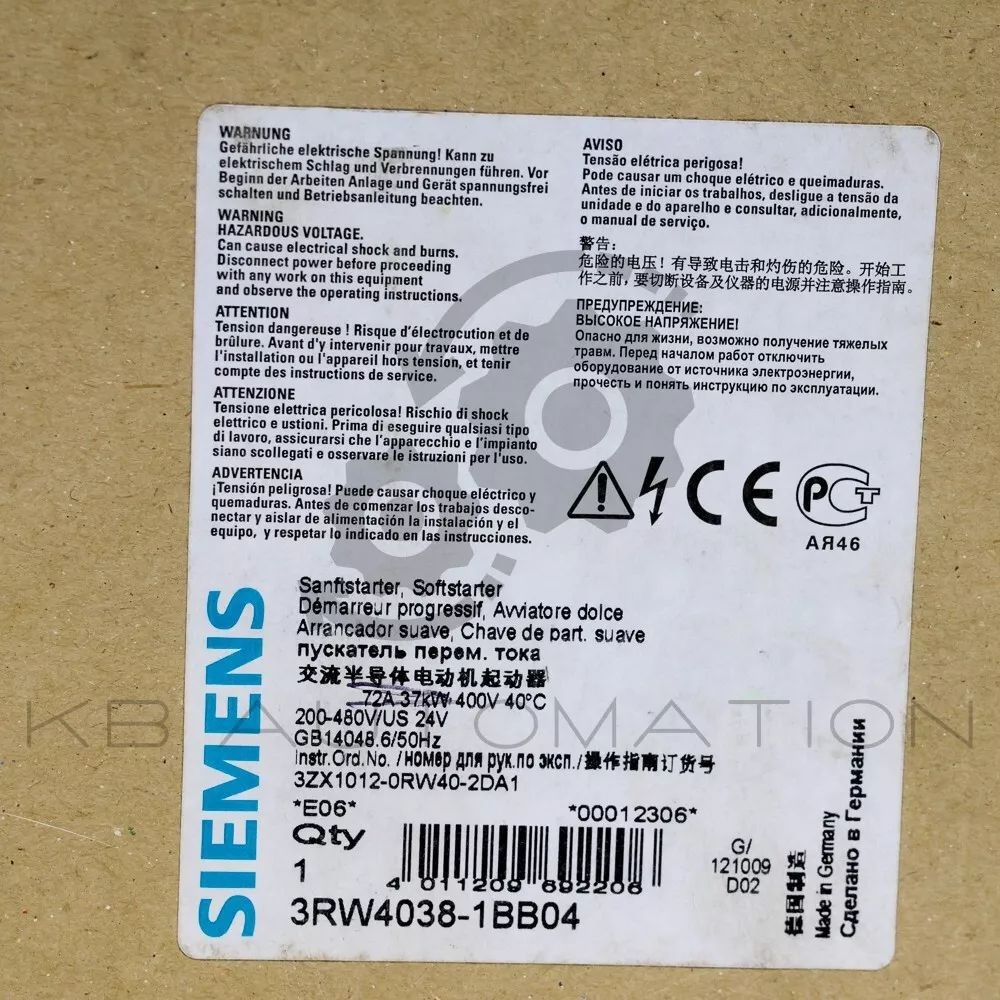 WARNUNG
Gefährliche elektrische Spannung! Kann zu
elektrischem Schlag und Verbrennungen führen. Vor
Beginn der Arbeiten Anlage und Gerät spannungsfrei
schalten und Betriebsanleitung beachten.
WARNING
HAZARDOUS VOLTAGE.
Can cause electrical shock and burns.
Disconnect power before proceeding
with any work on this equipment
and observe the operating instructions.
ATTENTION
Tension dangereuse ! Risque d'électrocution et de
brûlure. Avant d'y intervenir pour travaux, mettre
l'installation ou l'appareil hors tension, et tenir
compte des instructions de service.
ATTENZIONE
Tensione elettrica pericolosa! Rischio di shock
elettrico e ustioni. Prima di eseguire qualsiasi tipo
di lavoro, assicurarsi che l'apparecchio e l'impianto
siano scollegati e osservare le istruzioni per l'uso.
ADVERTENCIA
¡Tensión peligrosa! Puede causar choque eléctrico y
quemaduras. Antes de comenzar los trabajos desco-
nectar y aislar de alimentación la instalación y el
equipo, y respetar lo indicado en las instrucciones.
AVISO
Tensão elétrica perigosa!
Pode causar um choque elétrico e queimaduras.
Antes de iniciar os trabalhos, desligue a tensão da
unidade e do aparelho e consultar, adicionalmente,
o manual de serviço.
警告:
危险的电压! 有导致电击和灼伤的危险。开始工
作之前, 要切断设备及仪器的电源并注意操作指南。
ПРЕДУПРЕЖДЕНИЕ:
ВЫСОКОЕ НАПРЯЖЕНИЕ!
Опасно для жизни, возможно получение тяжелых
травм. Перед началом работ отключить
оборудование от источника электроэнергии,
прочесть и понять инструкцию по эксплуатации.
CE
РСТ
АЯ46
SIEMENS
Sanftstarter, Softstarter
Démarreur progressif, Avviatore dolce
Arrancador suave, Chave de part. suave
пускатель перем. тока
交流半导体电动机起动器
72A 37kW 400V 40°C
200-480V/US 24V
GB14048.6/50Hz
Instr.Ord.No. /номер для рук.по эксп./操作指南订货号
3ZX1012-0RW40-2DA1
*E06* *00012306*
Qty
1
4 011209 692206
3RW4038-1BB04
G/
121009
D02
德国制造
Made in Germany
Сделано в Германии
KB AUTOMATION